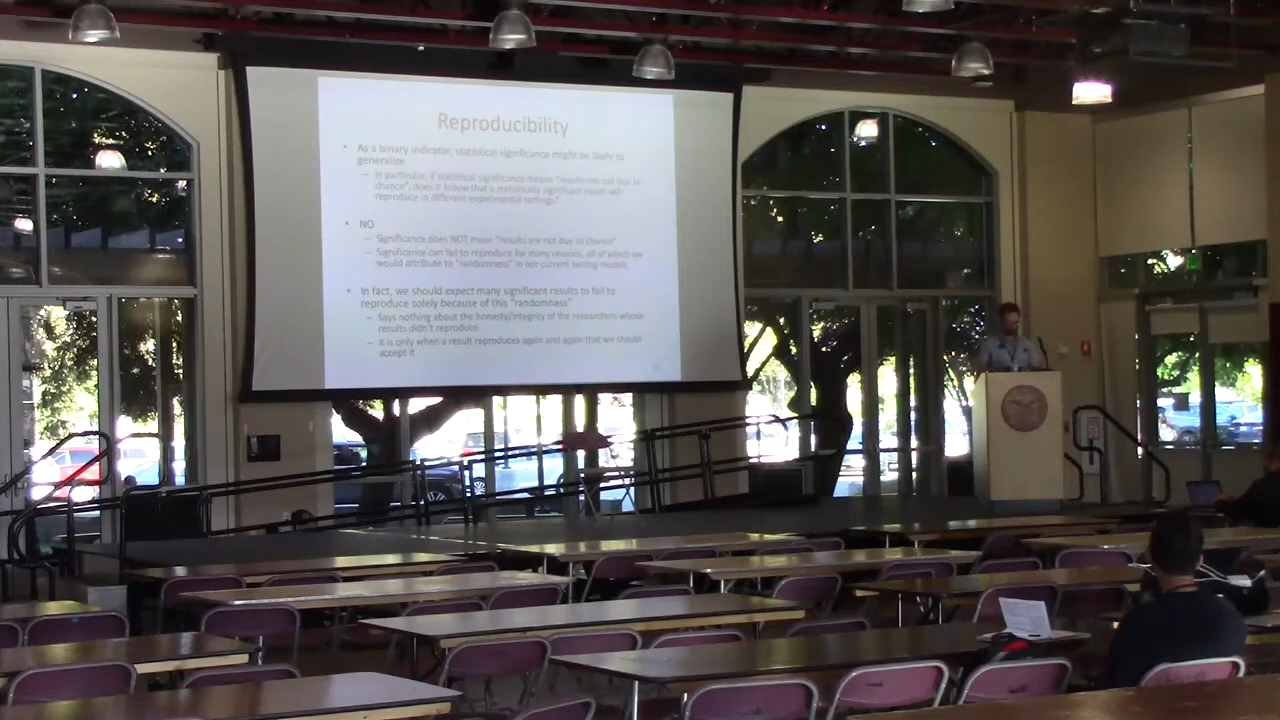 Reproducibility
• As a binary indicator, statistical significance might be likely to
generalize
– In particular, if statistical significance means "results are not due to
chance", does it follow that a statistically significant result will
reproduce in different experimental settings?
• NO
– Significance does NOT mean "results are not due to chance"
– Significance can fail to reproduce for many reasons, all of which we
would attribute to "randomness" in our current testing models
• In fact, we should expect many significant results to fail to
reproduce solely because of this "randomness"
– Says nothing about the honesty/integrity of the researchers whose
results didn't reproduce
– It is only when a result reproduces again and again that we should
accept it